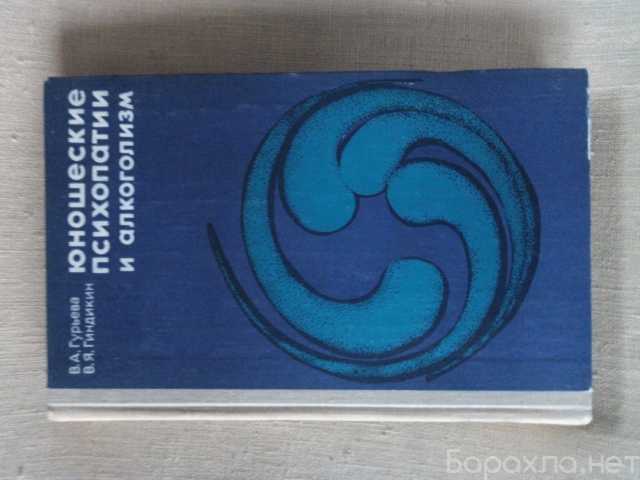 В.А.Гурьева
В.Я.Гиндикин
ЮНОШЕСКИЕ
ПСИХОПАТИИ
И АЛКОГОЛИЗМ
Барахла.нет